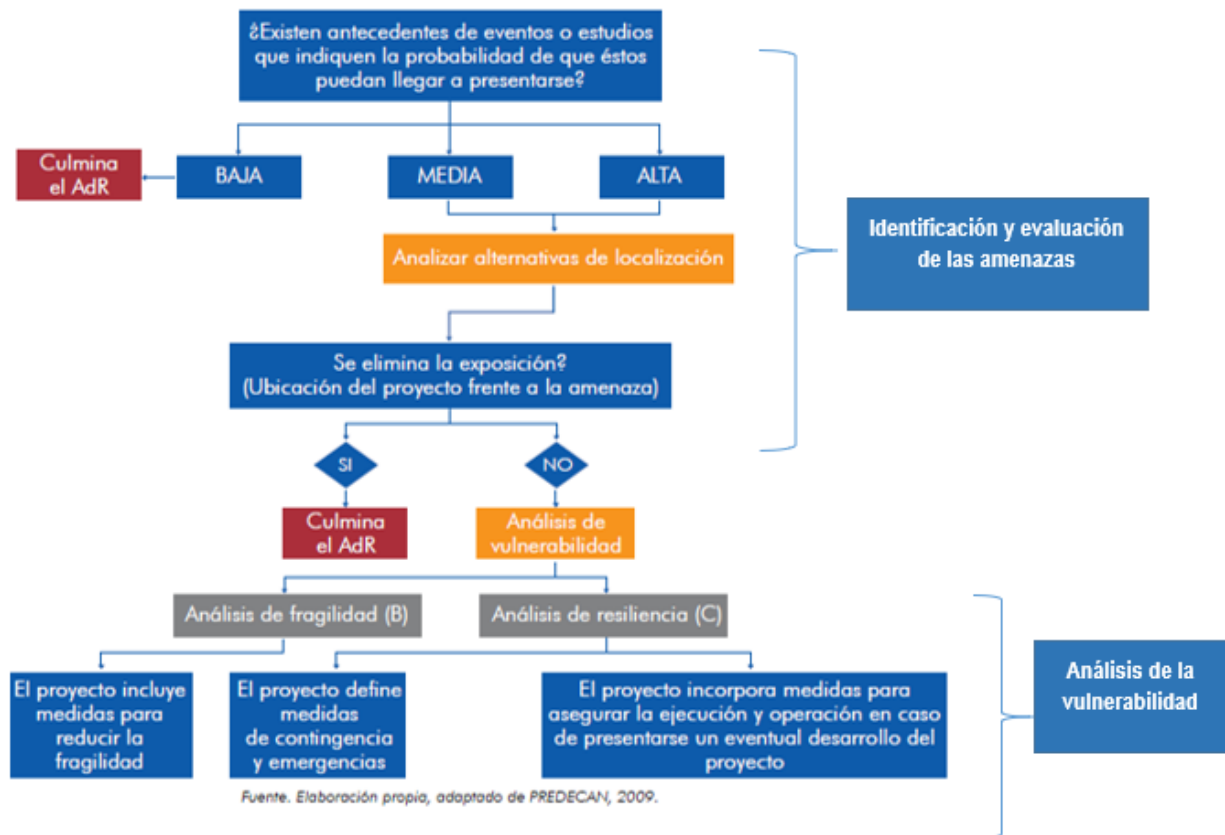 ¿Existen antecedentes de eventos o estudios
que indiquen la probabilidad de que éstos
puedan llegar a presentarse?
Culmina
el AdR
BAJA
MEDIA
ALTA
Identificación y evaluación
de las amenazas
Analizar alternativas de localización
Se elimina la exposición?
(Ubicación del proyecto frente a la amenaza)
SI
NO
Culmina
el AdR
Análisis de
vulnerabilidad
Análisis de fragilidad (B)
Análisis de resiliencia (C)
El proyecto incluye
medidas para
reducir la
fragilidad
El proyecto define
medidas
de contingencia
y emergencias
El proyecto incorpora medidas para
asegurar la ejecución y operación en caso
de presentarse un eventual desarrollo del
proyecto
Análisis de la
vulnerabilidad
Fuente. Elaboración propia, adaptado de PREDECAN, 2009.